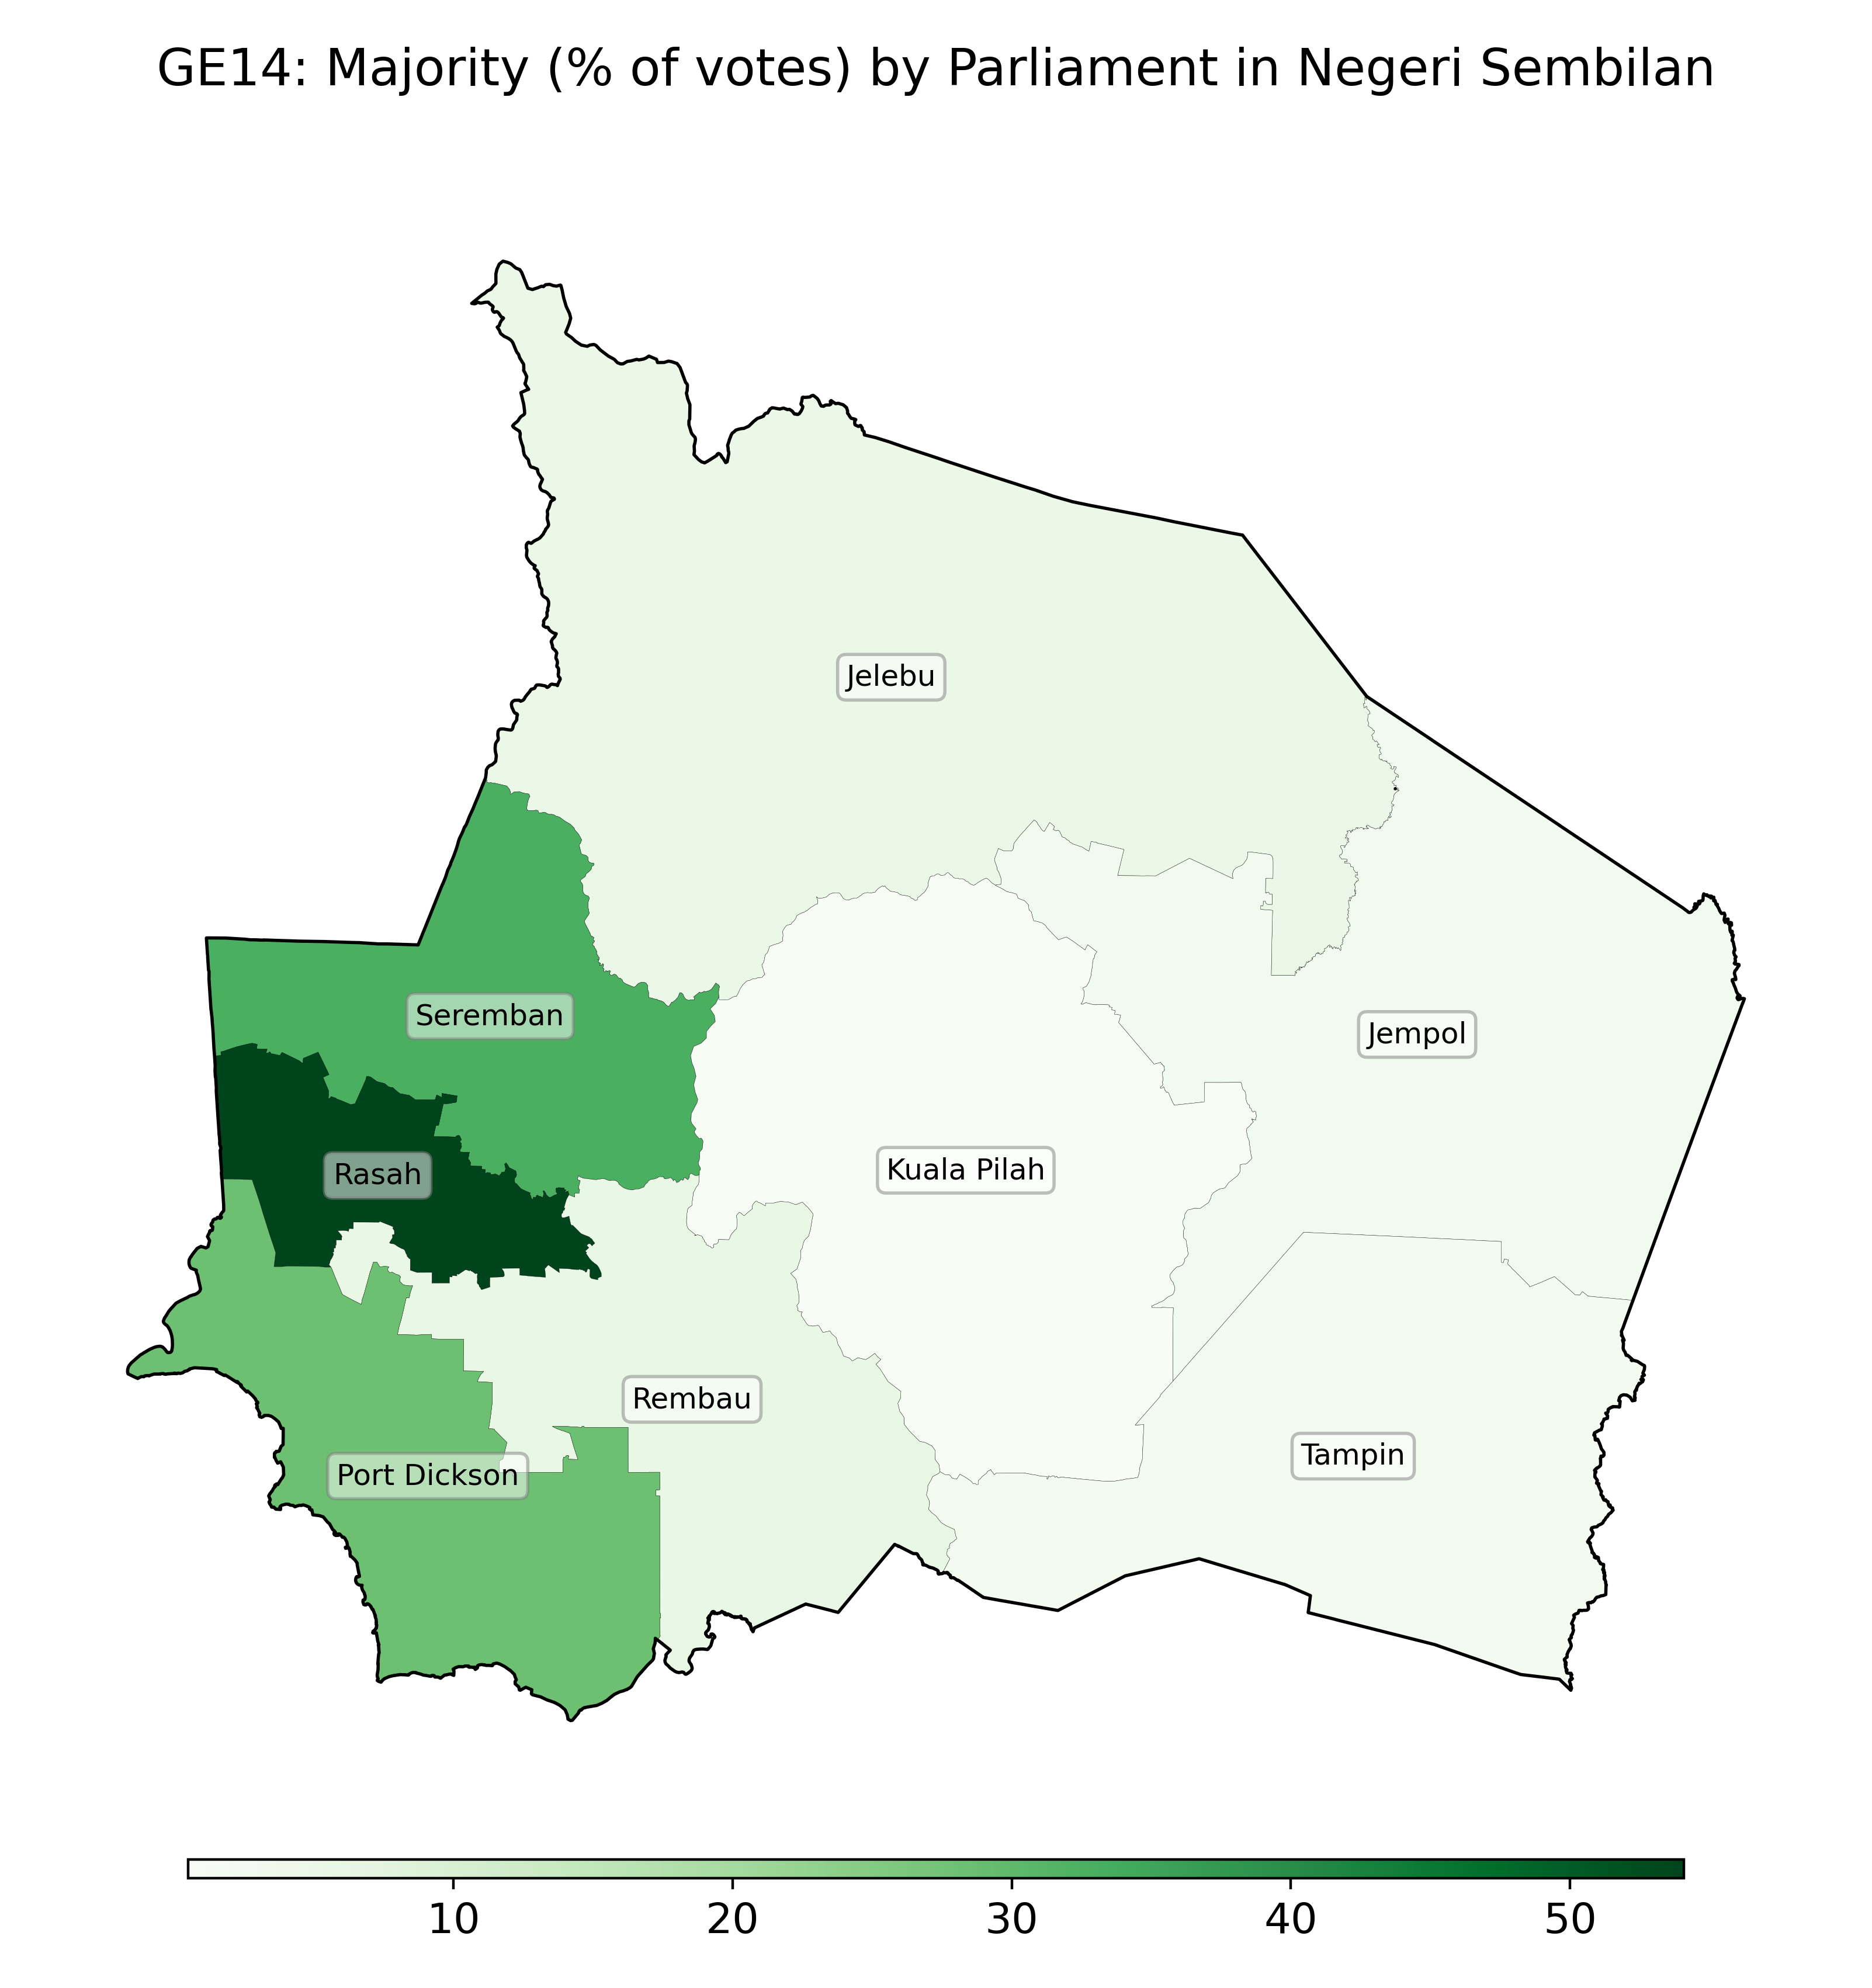 GE14: Majority (% of votes) by Parliament in Negeri Sembilan
Jelebu
Seremban
Jempol
Kuala Pilah
Rasah
Rembau
Tampin
Port Dickson
10 20 30 40 50